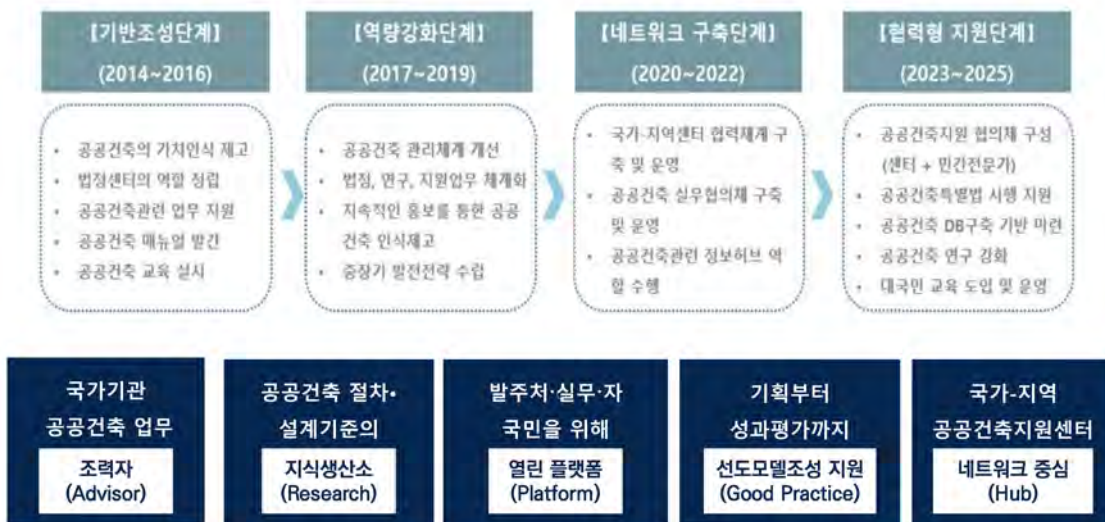 【기반조성단계】
(2014~2016)
【역량강화단계】
(2017~2019)
【네트워크 구축단계】
(2020~2022)
【협력형 지원단계】
(2023~2025)
• 공공건축의 가치인식 재고
• 법정센터의 역할 정립
• 공공건축관련 업무 지원
• 공공건축 매뉴얼 발간
• 공공건축 교육 실시
• 공공건축 관리체계 개선
• 법정, 연구, 지원업무 체계화
• 지속적인 홍보를 통한 공공
건축 인식제고
• 중장기 발전전략 수립
• 국가-지역센터 협력체계 구
축 및 운영
• 공공건축 실무협의체 구축
및 운영
• 공공건축관련 정보허브 역
할 수행
• 공공건축지원 협의체 구성
(센터 + 민간전문가)
• 공공건축특별법 시행 지원
• 공공건축 DB구축 기반 마련
• 공공건축 연구 강화
• 대국민 교육 도입 및 운영
국가기관
공공건축 업무
조력자
(Advisor)
공공건축 절차·
설계기준의
지식생산소
(Research)
발주처·실무·자
국민을 위해
열린 플랫폼
(Platform)
기획부터
성과평가까지
선도모델조성 지원
(Good Practice)
국가-지역
공공건축지원센터
네트워크 중심
(Hub)